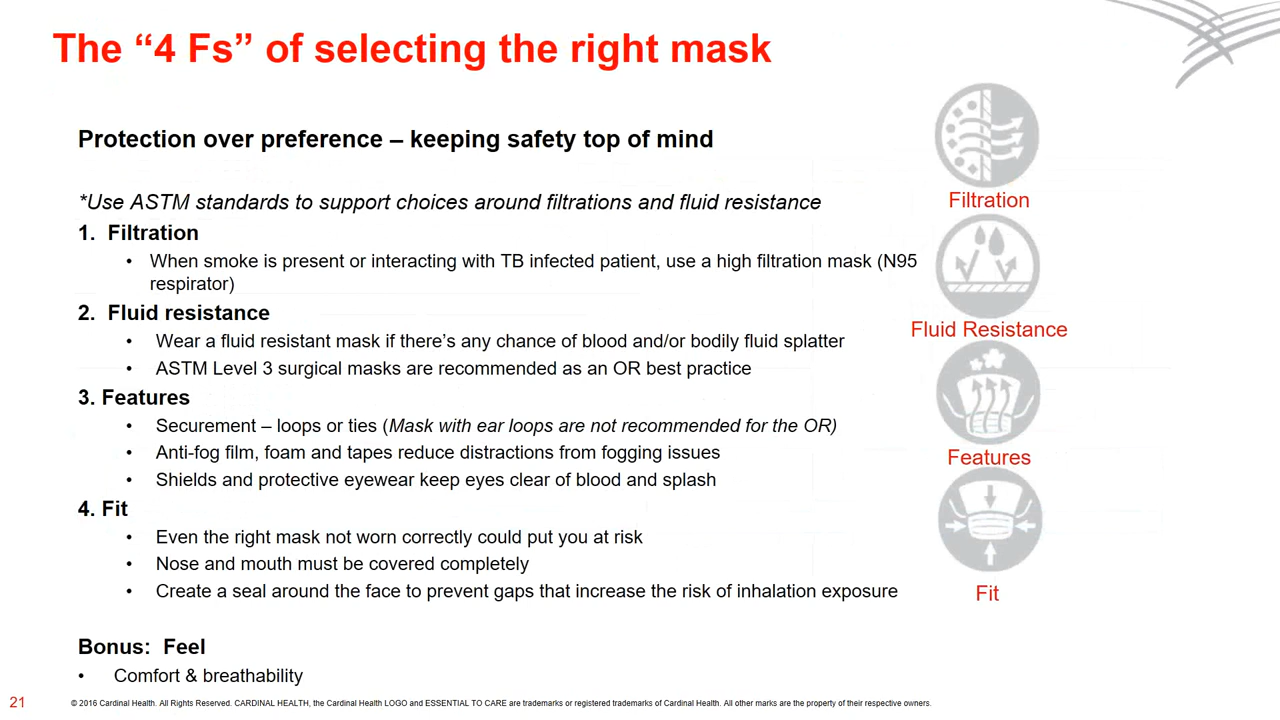 The “4 Fs” of selecting the right mask
Protection over preference – keeping safety top of mind
*Use ASTM standards to support choices around filtrations and fluid resistance
1. Filtration
• When smoke is present or interacting with TB infected patient, use a high filtration mask (N95
respirator)
2. Fluid resistance
• Wear a fluid resistant mask if there’s any chance of blood and/or bodily fluid splatter
• ASTM Level 3 surgical masks are recommended as an OR best practice
3. Features
• Securement – loops or ties (Mask with ear loops are not recommended for the OR)
• Anti-fog film, foam and tapes reduce distractions from fogging issues
• Shields and protective eyewear keep eyes clear of blood and splash
4. Fit
• Even the right mask not worn correctly could put you at risk
• Nose and mouth must be covered completely
• Create a seal around the face to prevent gaps that increase the risk of inhalation exposure
Bonus: Feel
• Comfort & breathability
Filtration
Fluid Resistance
Features
Fit
21
© 2016 Cardinal Health. All Rights Reserved. CARDINAL HEALTH, the Cardinal Health LOGO and ESSENTIAL TO CARE are trademarks or registered trademarks of Cardinal Health. All other marks are the property of their respective owners.